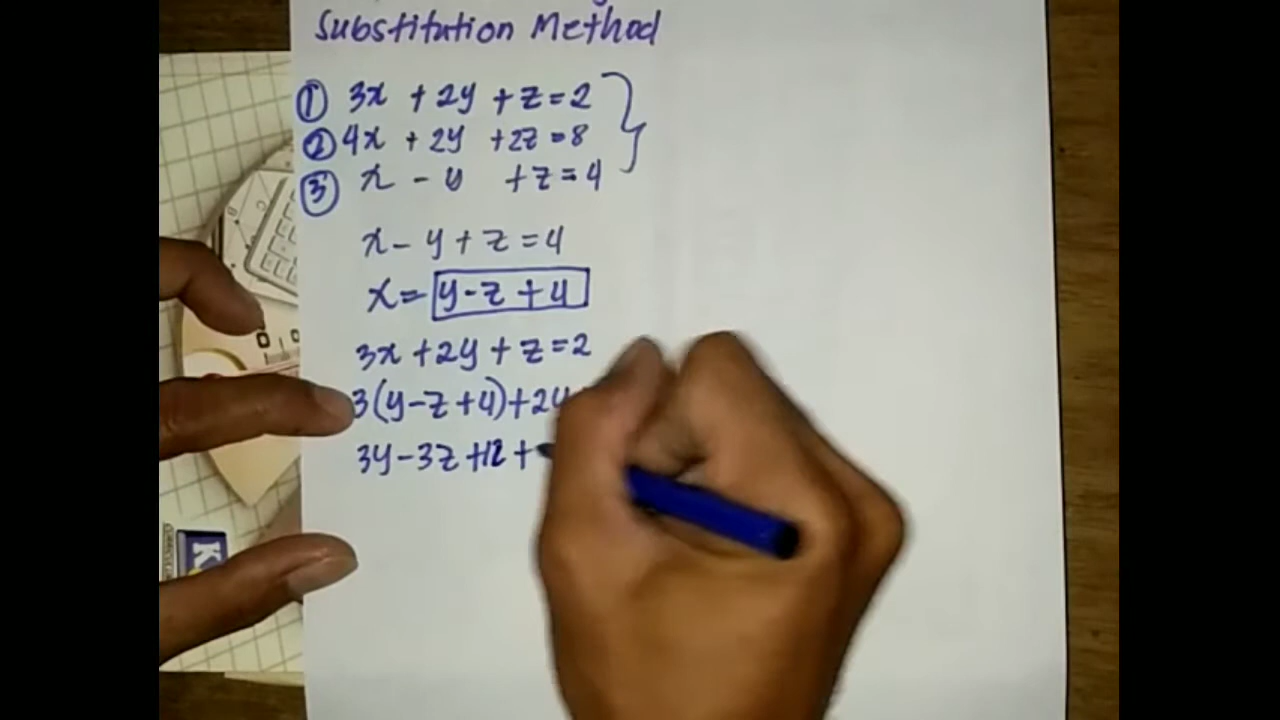 Substitution Method
① 3x + 2y + z = 2
② 4x + 2y + 2z = 8
③ x - y + z = 4
x - y + z = 4
x = y - z + 4
3x + 2y + z = 2
3(y - z + 4) + 2y
3y - 3z + 12 +